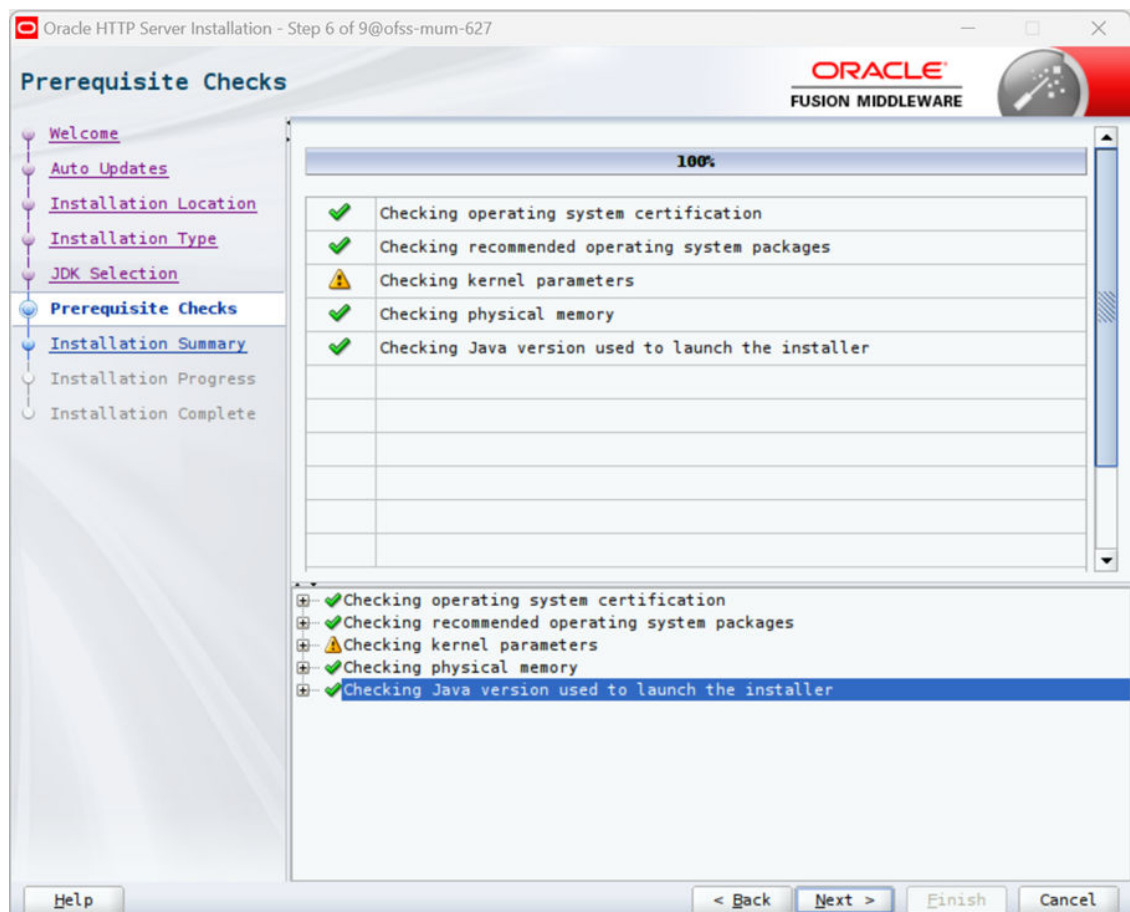 Oracle HTTP Server Installation - Step 6 of 9@ofss-mum-627
Prerequisite Checks
ORACLE
FUSION MIDDLEWARE
Welcome
Auto Updates
Installation Location
Installation Type
JDK Selection
Prerequisite Checks
Installation Summary
Installation Progress
Installation Complete
100%
Checking operating system certification
Checking recommended operating system packages
Checking kernel parameters
Checking physical memory
Checking Java version used to launch the installer
Checking operating system certification
Checking recommended operating system packages
Checking kernel parameters
Checking physical memory
Checking Java version used to launch the installer
Help
< Back Next > Finish Cancel